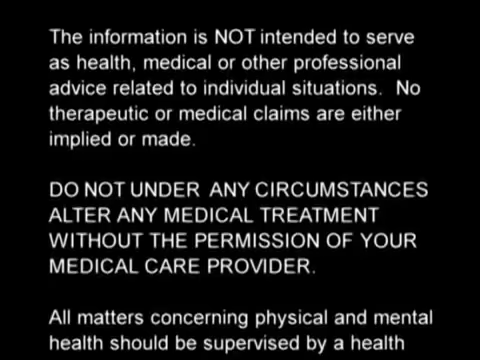 The information is NOT intended to serve
as health, medical or other professional
advice related to individual situations.  No
therapeutic or medical claims are either
implied or made.
DO NOT UNDER  ANY CIRCUMSTANCES
ALTER ANY MEDICAL TREATMENT
WITHOUT THE PERMISSION OF YOUR
MEDICAL CARE PROVIDER.
All matters concerning physical and mental
health should be supervised by a health